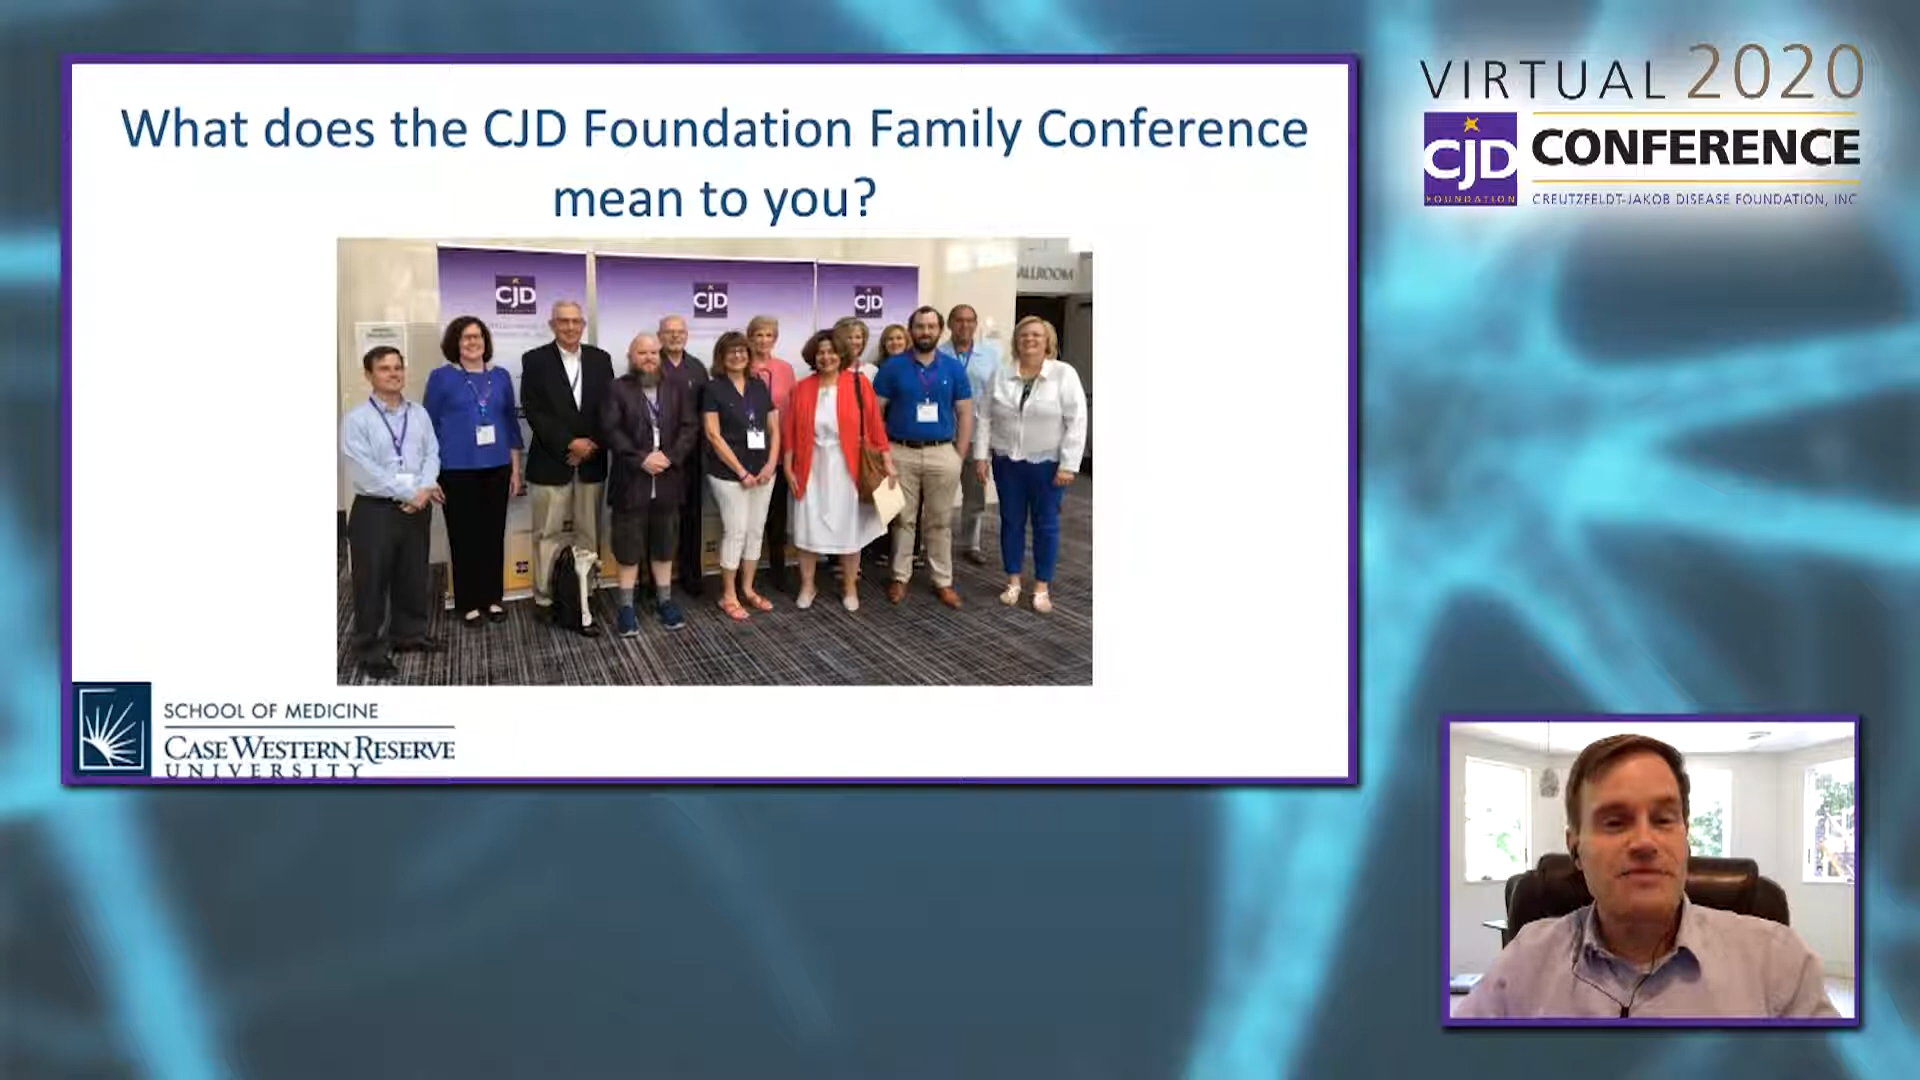 What does the CJD Foundation Family Conference
mean to you?
VIRTUAL 2020
CJD
FOUNDATION
CONFERENCE
CREUTZFELDT-JAKOB DISEASE FOUNDATION, INC
CJD
CJD
CJD
ALLROOM
SCHOOL OF MEDICINE
CASE WESTERN RESERVE
UNIVERSITY